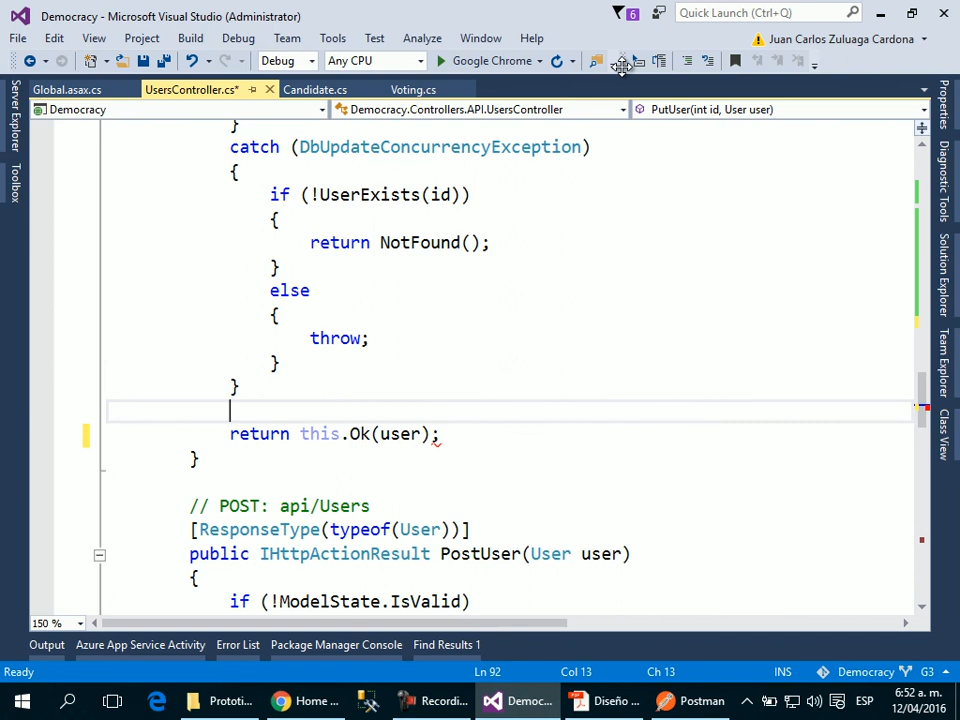 Democracy - Microsoft Visual Studio (Administrator)
6
Quick Launch (Ctrl+Q)
File Edit View Project Build Debug Team Tools Test Analyze Window Help
Juan Carlos Zuluaga Cardona
Debug Any CPU Google Chrome
Global.asax.cs UsersController.cs* Candidate.cs Voting.cs
Democracy Democracy.Controllers.API.UsersController PutUser(int id, User user)
Server Explorer
Toolbox
Properties
Diagnostic Tools
Solution Explorer
Team Explorer
Class View
}
catch (DbUpdateConcurrencyException)
{
if (!UserExists(id))
{
return NotFound();
}
else
{
throw;
}
}
return this.Ok(user);
}
// POST: api/Users
[ResponseType(typeof(User))]
public IHttpActionResult PostUser(User user)
{
if (!ModelState.IsValid)
150 %
Output Azure App Service Activity Error List Package Manager Console Find Results 1
Ready Ln 92 Col 13 Ch 13 INS Democracy G3
Prototi... Home ... Recordi... Democ... Diseño ... Postman ESP
6:52 a. m.
12/04/2016